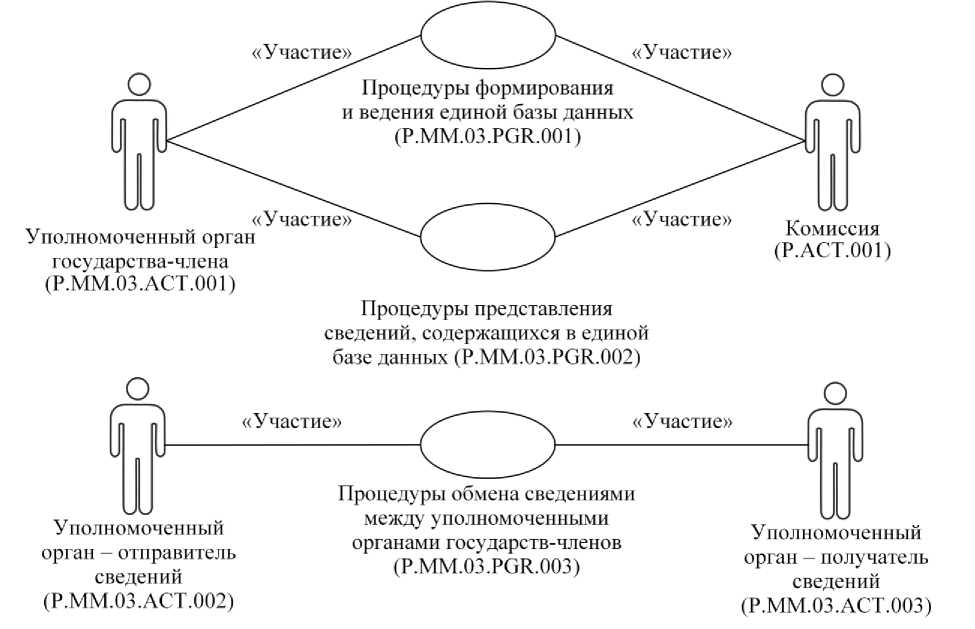 «Участие»
«Участие»
Процедуры формирования
и ведения единой базы данных
(P.MM.03.PGR.001)
«Участие»
«Участие»
Уполномоченный орган
государства-члена
(P.MM.03.ACT.001)
Комиссия
(P.ACT.001)
Процедуры представления
сведений, содержащихся в единой
базе данных (P.MM.03.PGR.002)
«Участие»
«Участие»
Процедуры обмена сведениями
между уполномоченными
органами государств-членов
(P.MM.03.PGR.003)
Уполномоченный
орган – отправитель
сведений
(P.MM.03.ACT.002)
Уполномоченный
орган – получатель
сведений
(P.MM.03.ACT.003)